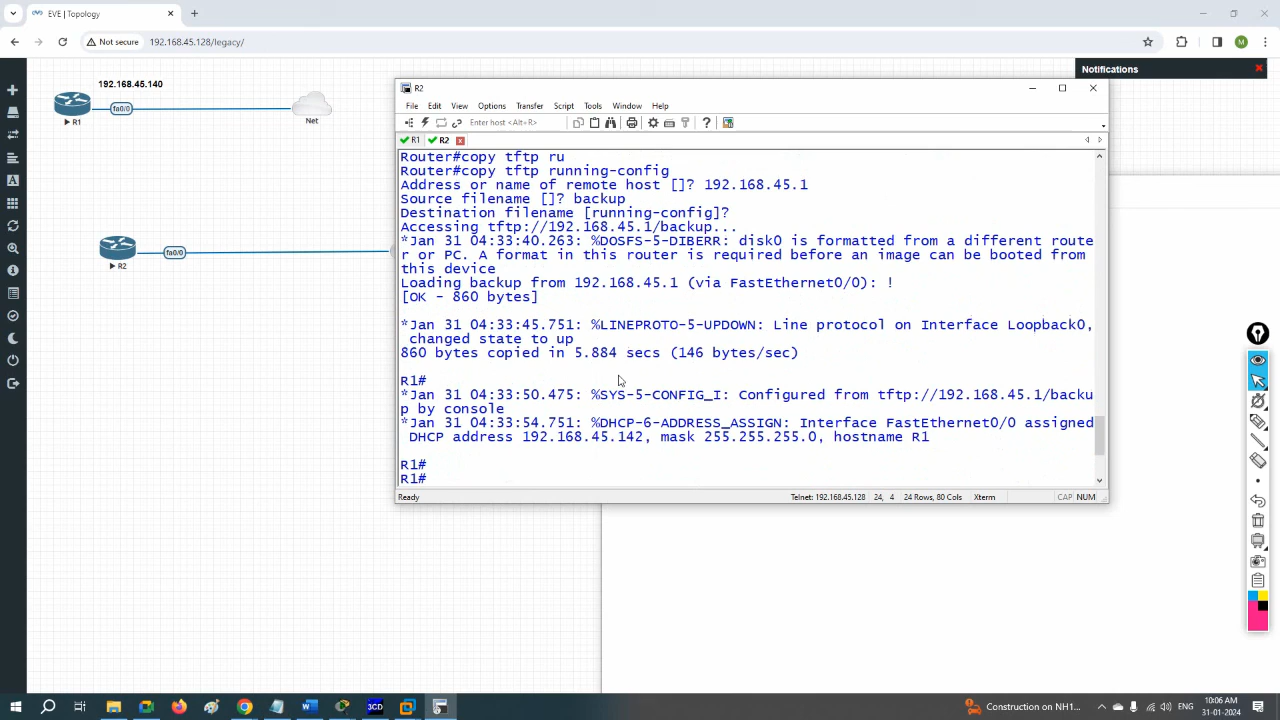 EVE | Topology
Not secure
192.168.45.128/legacy/
M
192.168.45.140
fa0/0
R1
Net
fa0/0
R2
Notifications
R2
File Edit View Options Transfer Script Tools Window Help
Enter host <Alt+R>
R1 R2
Router#copy tftp ru
Router#copy tftp running-config
Address or name of remote host []? 192.168.45.1
Source filename []? backup
Destination filename [running-config]?
Accessing tftp://192.168.45.1/backup...
*Jan 31 04:33:40.263: %DOSFS-5-DIBERR: disk0 is formatted from a different route
r or PC. A format in this router is required before an image can be booted from
this device
Loading backup from 192.168.45.1 (via FastEthernet0/0): !
[OK - 860 bytes]
*Jan 31 04:33:45.751: %LINEPROTO-5-UPDOWN: Line protocol on Interface Loopback0,
changed state to up
860 bytes copied in 5.884 secs (146 bytes/sec)
R1#
*Jan 31 04:33:50.475: %SYS-5-CONFIG_I: Configured from tftp://192.168.45.1/backu
p by console
*Jan 31 04:33:54.751: %DHCP-6-ADDRESS_ASSIGN: Interface FastEthernet0/0 assigned
DHCP address 192.168.45.142, mask 255.255.255.0, hostname R1
R1#
R1#
Ready
Telnet: 192.168.45.128 24, 4 24 Rows, 80 Cols Xterm CAP NUM
3CD
Construction on NH1...
ENG
10:06 AM
31-01-2024